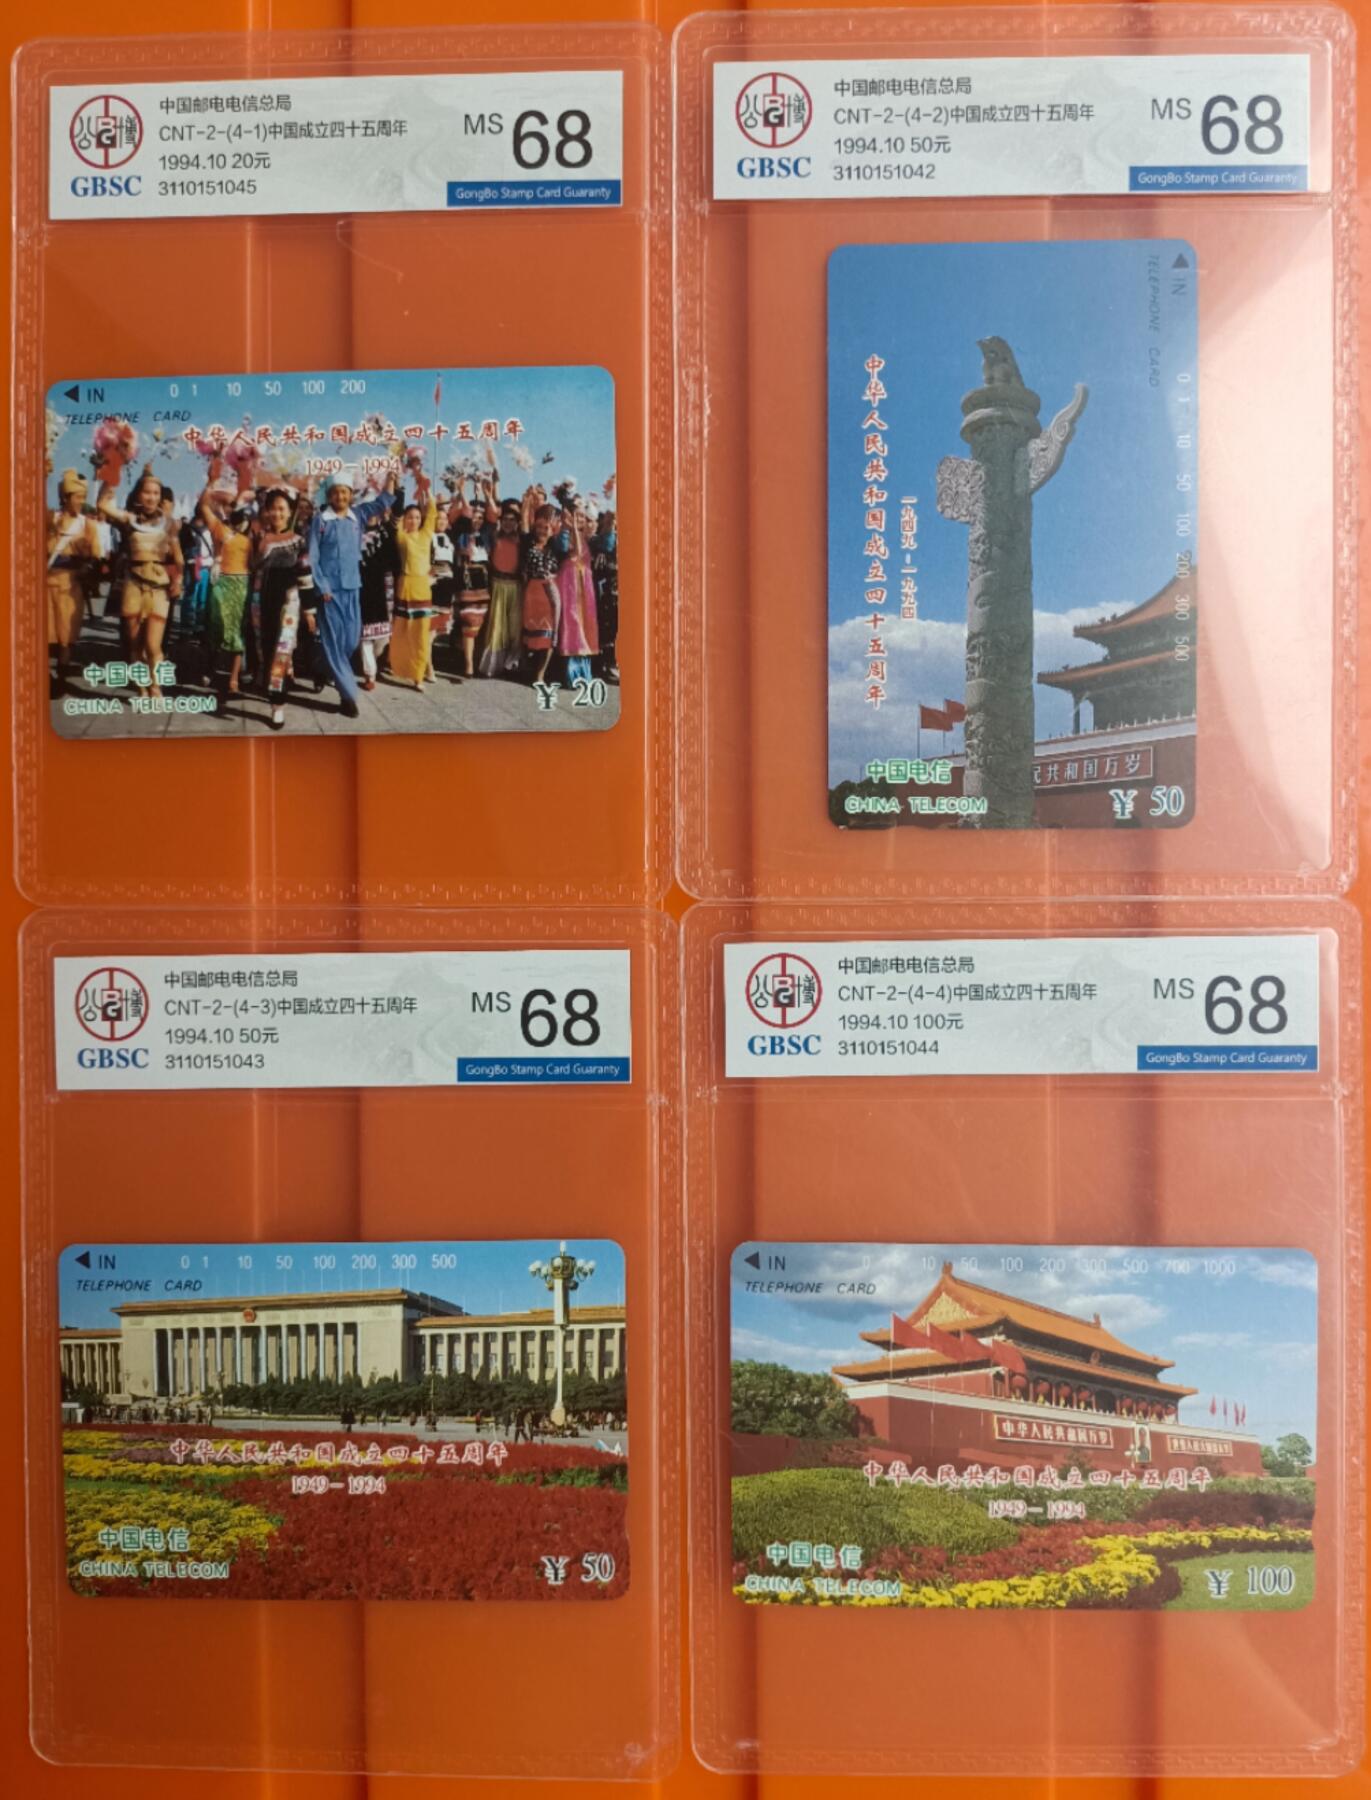 中国邮电电信总局
CNT-2-(4-1)中国成立四十五周年
1994.10 20元
3110151045
MS 68
GBSC
GongBo Stamp Card Guaranty
IN
0 1 10 50 100 200
TELEPHONE CARD
中华人民共和国成立四十五周年
1949-1994
中国电信
CHINA TELECOM
¥ 20
中国邮电电信总局
CNT-2-(4-2)中国成立四十五周年
1994.10 50元
3110151042
MS 68
GBSC
GongBo Stamp Card Guaranty
IN
TELEPHONE CARD
0 1 10 50 100 200 300 500
中华人民共和国成立四十五周年
一九四九-一九九四
民共和国万岁
中国电信
CHINA TELECOM
¥ 50
中国邮电电信总局
CNT-2-(4-3)中国成立四十五周年
1994.10 50元
3110151043
MS 68
GBSC
GongBo Stamp Card Guaranty
IN
0 1 10 50 100 200 300 500
TELEPHONE CARD
中华人民共和国成立四十五周年
1949-1994
中国电信
CHINA TELECOM
¥ 50
中国邮电电信总局
CNT-2-(4-4)中国成立四十五周年
1994.10 100元
3110151044
MS 68
GBSC
GongBo Stamp Card Guaranty
IN
0 10 50 100 200 300 500 700 1000
TELEPHONE CARD
中华人民共和国万岁
中华人民共和国成立四十五周年
1949-1994
中国电信
CHINA TELECOM
¥ 100